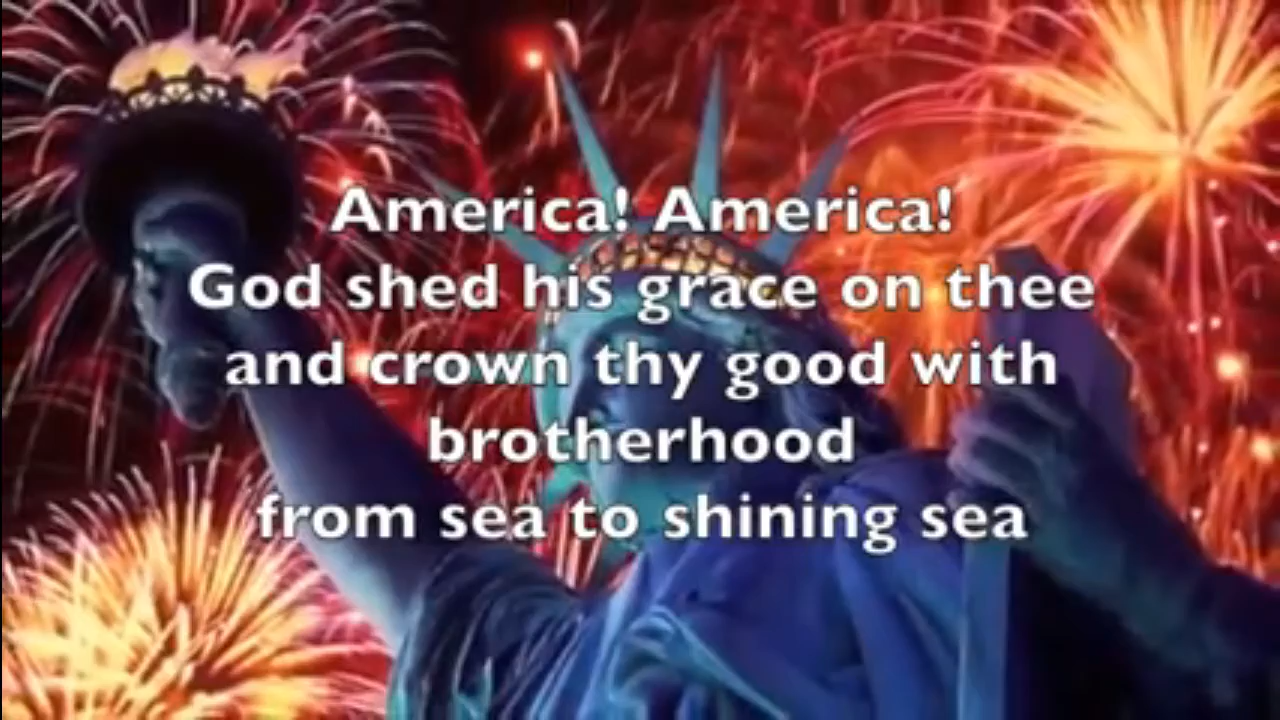 America! America!
God shed his grace on thee
and crown thy good with
brotherhood
from sea to shining sea